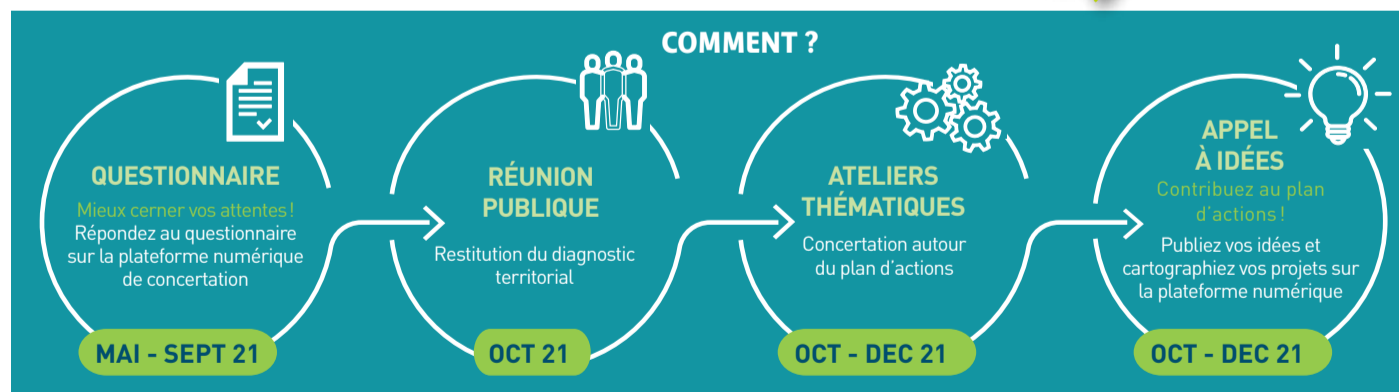 COMMENT ?
QUESTIONNAIRE
Mieux cerner vos attentes !
Répondez au questionnaire
sur la plateforme numérique
de concertation
MAI - SEPT 21
RÉUNION
PUBLIQUE
Restitution du diagnostic
territorial
OCT 21
ATELIERS
THÉMATIQUES
Concertation autour
du plan d'actions
OCT - DEC 21
APPEL
À IDÉES
Contribuez au plan
d'actions !
Publiez vos idées et
cartographiez vos projets sur
la plateforme numérique
OCT - DEC 21